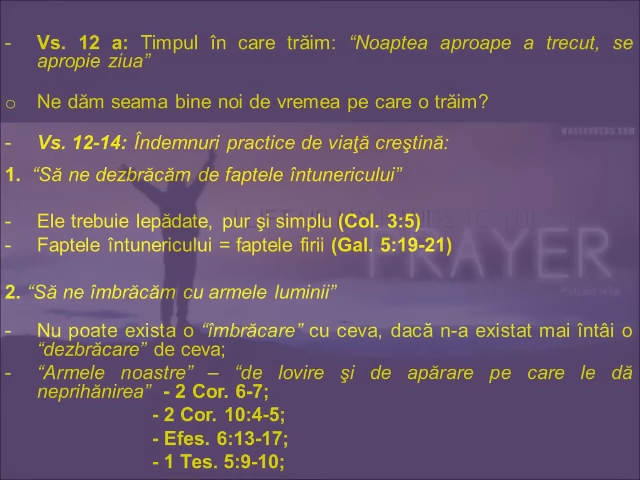 - Vs. 12 a: Timpul în care trăim: “Noaptea aproape a trecut, se
apropie ziua”
o Ne dăm seama bine noi de vremea pe care o trăim?
- Vs. 12-14: Îndemnuri practice de viaţă creştină:
1. “Să ne dezbrăcăm de faptele întunericului”
- Ele trebuie lepădate, pur şi simplu (Col. 3:5)
- Faptele întunericului = faptele firii (Gal. 5:19-21)
PRAYER
2. “Să ne îmbrăcăm cu armele luminii”
- Nu poate exista o “îmbrăcare” cu ceva, dacă n-a existat mai întâi o
“dezbrăcare” de ceva;
- “Armele noastre” – “de lovire şi de apărare pe care le dă
neprihănirea” - 2 Cor. 6-7;
- 2 Cor. 10:4-5;
- Efes. 6:13-17;
- 1 Tes. 5:9-10;